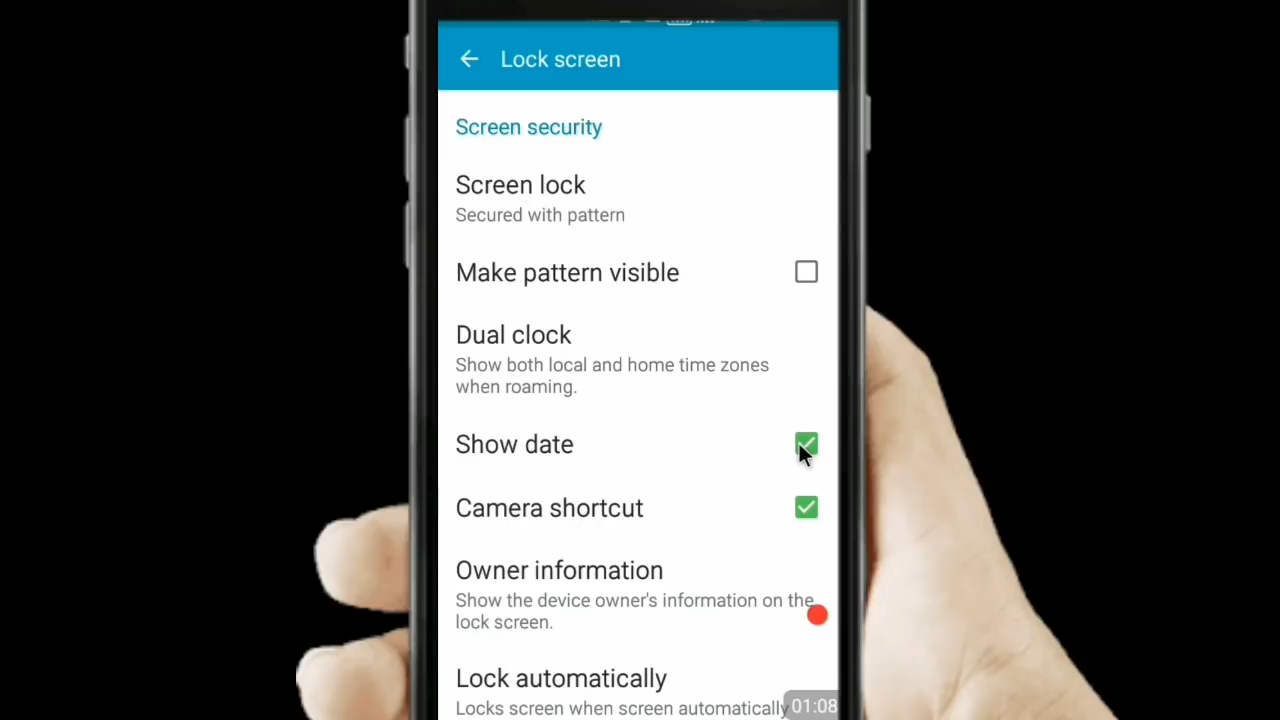 Lock screen
Screen security
Screen lock
Secured with pattern
Make pattern visible
Dual clock
Show both local and home time zones
when roaming.
Show date
Camera shortcut
Owner information
Show the device owner's information on the
lock screen.
Lock automatically
Locks screen when screen automatically
01:08